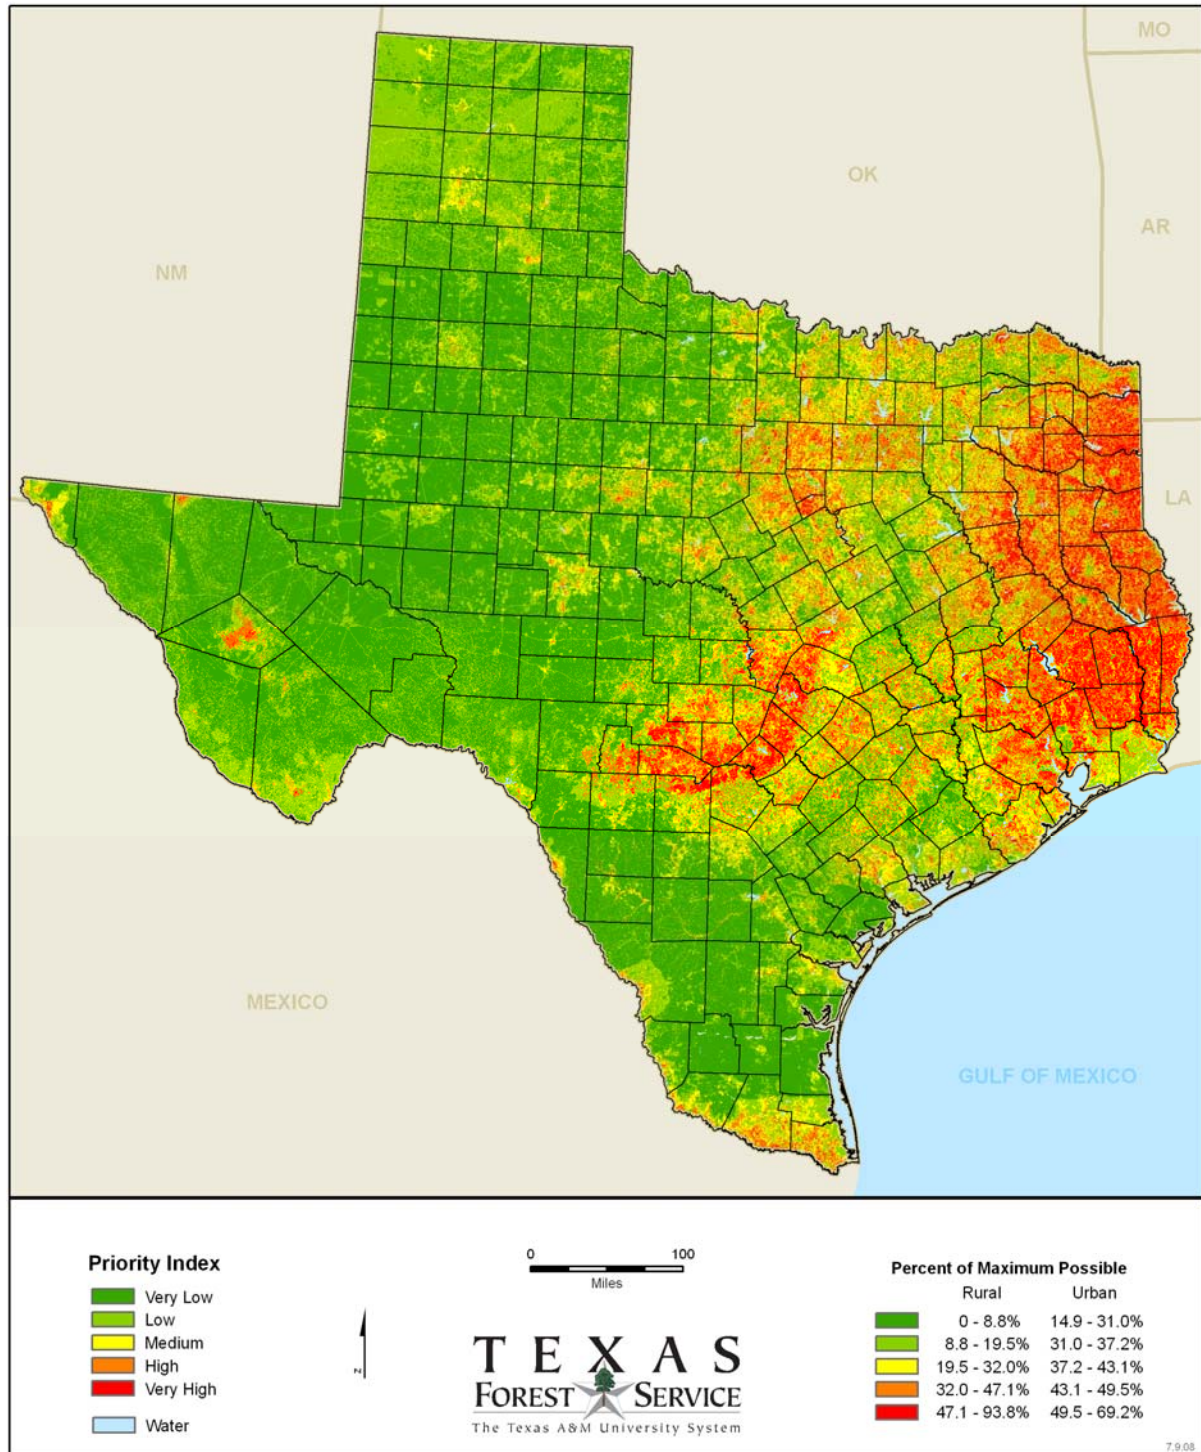 MO
OK
AR
NM
LA
MEXICO
GULF OF MEXICO
Priority Index
Very Low
Low
Medium
High
Very High
Water
N
0 100
Miles
TEXAS
FOREST SERVICE
The Texas A&M University System
Percent of Maximum Possible
Rural Urban
0 - 8.8% 14.9 - 31.0%
8.8 - 19.5% 31.0 - 37.2%
19.5 - 32.0% 37.2 - 43.1%
32.0 - 47.1% 43.1 - 49.5%
47.1 - 93.8% 49.5 - 69.2%
7.9.08